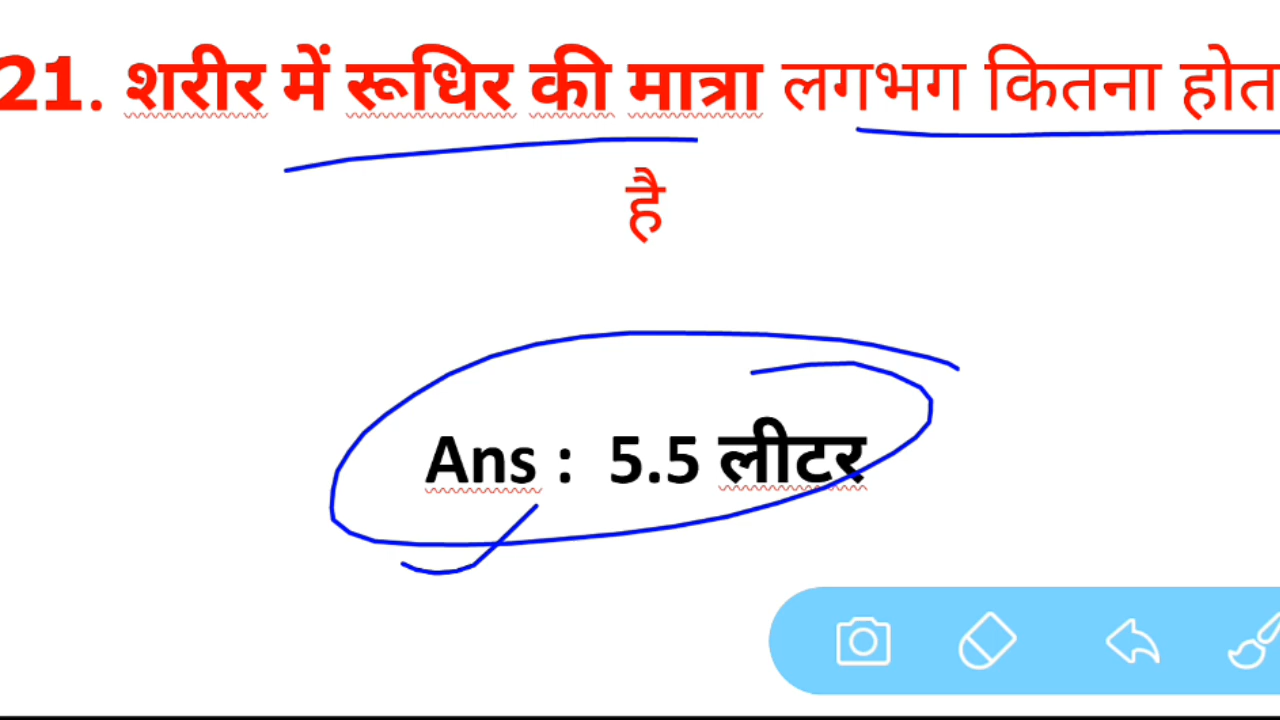 21. शरीर में रूधिर की मात्रा लगभग कितना होत
है
Ans : 5.5 लीटर